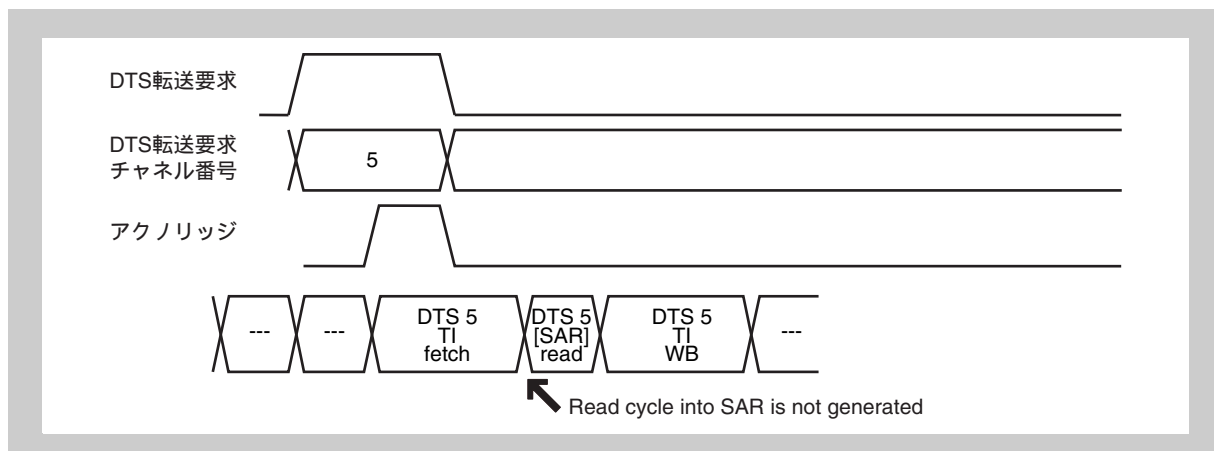 DTS転送要求
DTS転送要求
チャネル番号
5
アクノリッジ
---
---
DTS 5
TI
fetch
DTS 5
[SAR]
read
DTS 5
TI
WB
---
Read cycle into SAR is not generated